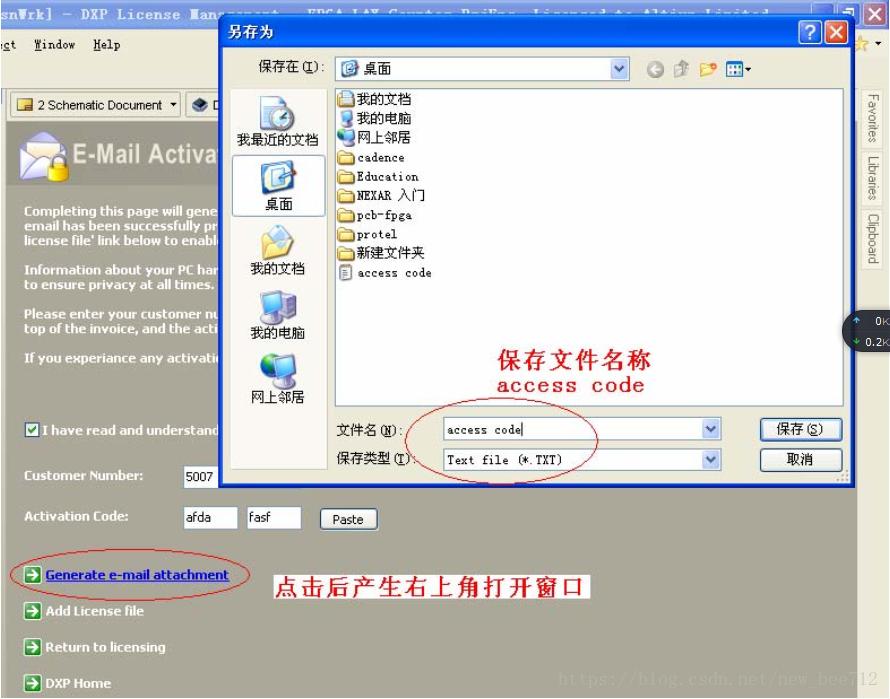 snWrk] - DXP License Management - FPGA LAX Counter
Licensed to Altium Limited
ect Window Help
2 Schematic Document
D
另存为
保存在(I):
桌面
我最近的文档
桌面
我的文档
我的电脑
网上邻居
我的文档
我的电脑
网上邻居
cadence
Education
NEXAR 入门
pcb-fpga
protel
新建文件夹
access code
保存文件名称
access code
文件名(N):
access code
保存(S)
保存类型(T):
Text file (*.TXT)
取消
Favorites
Libraries
Clipboard
0K
0.2K
E-Mail Activa
Completing this page will gene
email has been successfully pr
license file' link below to enabl
Information about your PC har
to ensure privacy at all times.
Please enter your customer nu
top of the invoice, and the acti
If you experiance any activatio
I have read and understand
Customer Number:
5007
Activation Code:
afda
fasf
Paste
Generate e-mail attachment
点击后产生右上角打开窗口
Add License file
Return to licensing
DXP Home
https://blog.csdn.net/new_bee712